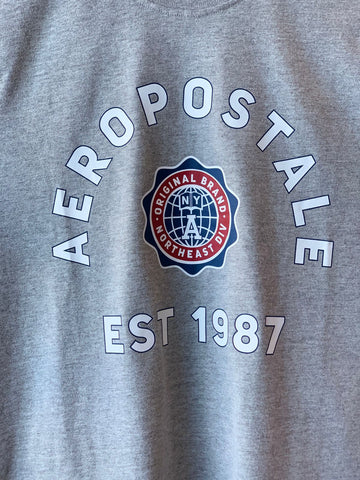 AEROPOSTALE
ORIGINAL BRAND
NY
A
NORTHEAST DIV
EST 1987